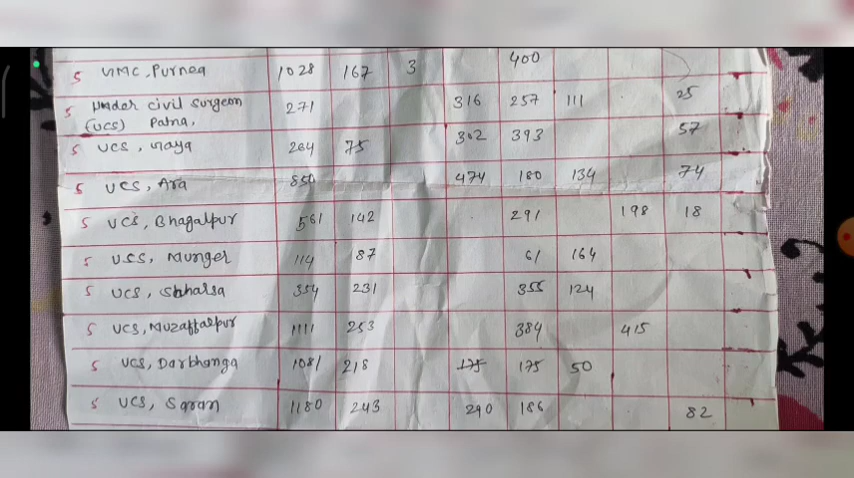 5 VIMC, Purnea 1028 167 3 400
5 Under civil surgeon 271 316 257 111 25
(UCS) Patna,
5 UCS, Gaya 264 75 302 393 57
5 UCS, Ara 850 474 180 134 74
5 UCS, Bhagalpur 561 142 291 198 18
5 UCS, Munger 114 187 61 164
5 UCS, Saharsa 354 231 355 124
5 UCS, Muzaffarpur 1111 253 384 415
5 UCS, Darbhanga 1081 218 175 175 50
5 UCS, Saran 1180 243 290 186 82